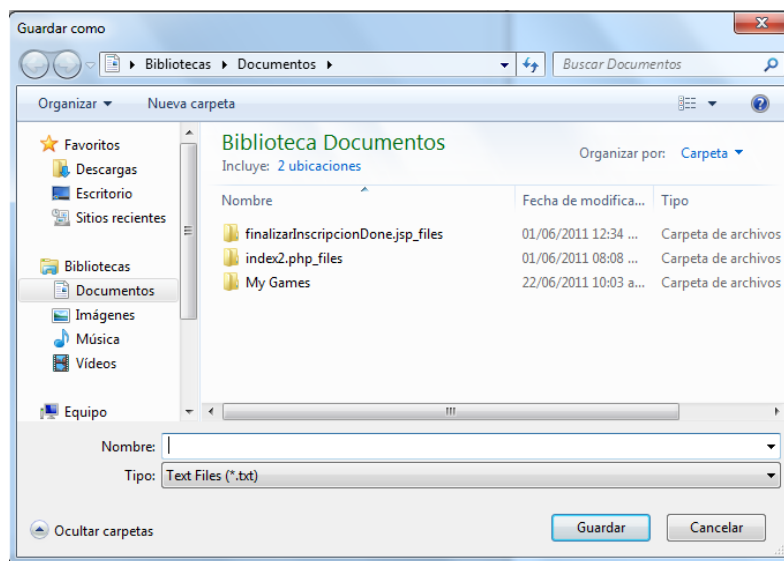 Guardar como
Bibliotecas Documentos
Buscar Documentos
Organizar Nueva carpeta
Favoritos
Descargas
Escritorio
Sitios recientes
Bibliotecas
Documentos
Imágenes
Música
Vídeos
Equipo
Biblioteca Documentos
Incluye: 2 ubicaciones
Organizar por: Carpeta
Nombre Fecha de modifica... Tipo
finalizarInscripcionDone.jsp_files 01/06/2011 12:34 ... Carpeta de archivos
index2.php_files 01/06/2011 08:08 ... Carpeta de archivos
My Games 22/06/2011 10:03 a... Carpeta de archivos
Nombre:
Tipo: Text Files (*.txt)
Ocultar carpetas
Guardar Cancelar